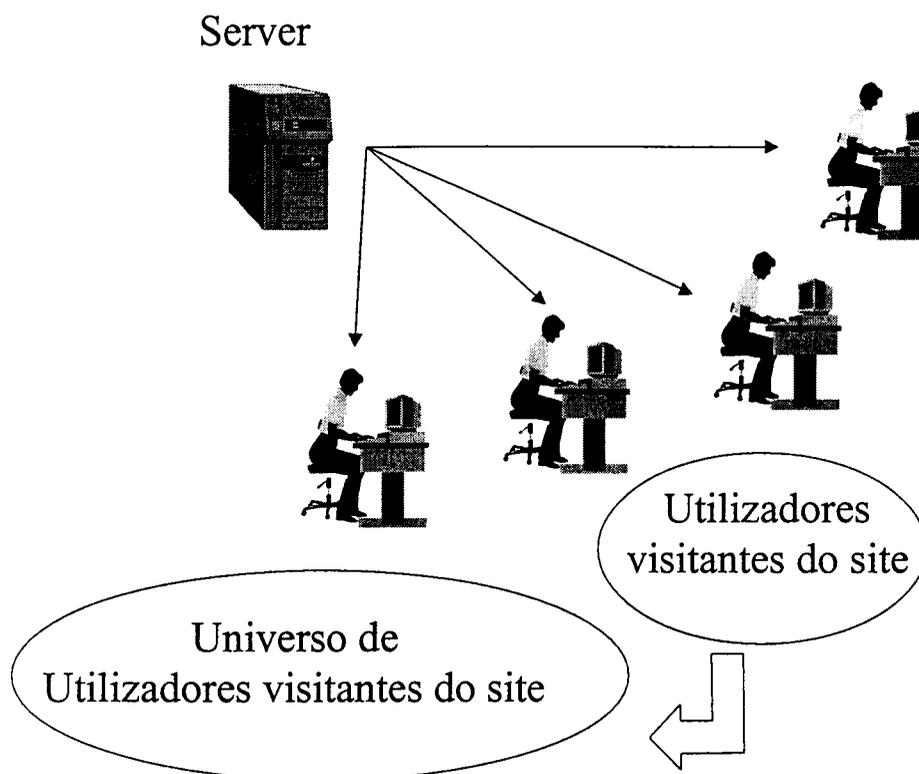 Server
Utilizadores
visitantes do site
Universo de
Utilizadores visitantes do site